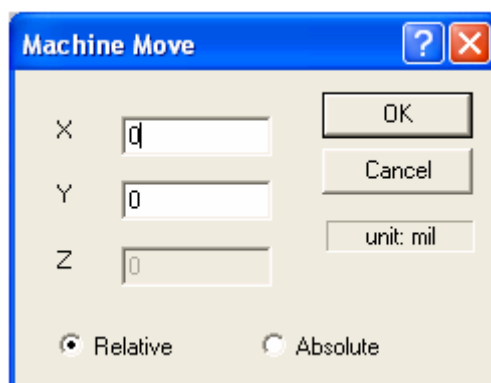 Machine Move
X 0 OK
Y 0 Cancel
Z 0 unit: mil
Relative Absolute